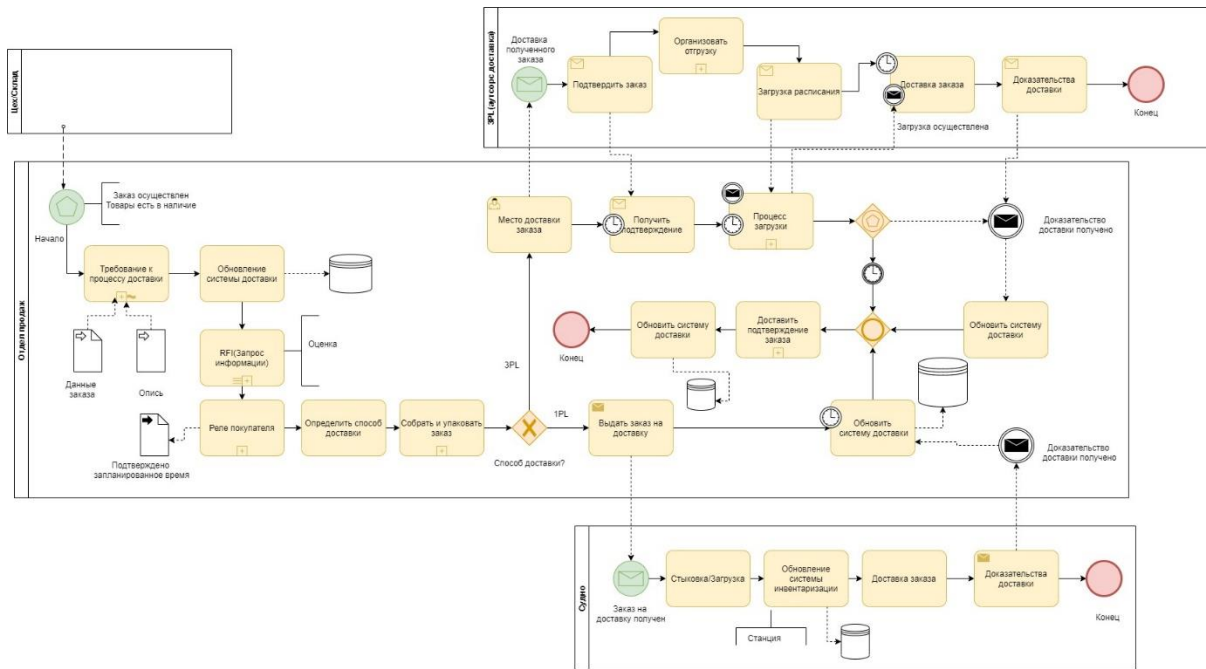 3PL(аутсорс доставка)
Доставка
полученного
заказа
Подтвердить заказ
Организовать
отгрузку
Загрузка расписания
Доставка заказа
Загрузка осуществлена
Доказательства
доставки
Конец
Цех/Склад
Отдел продаж
Заказ осуществлен
Товары есть в наличие
Начало
Требование к
процессу доставки
Обновление
системы доставки
Данные
заказа
Опись
RFI(Запрос
информации)
Оценка
Реле покупателя
Подтверждено
запланированное время
Определить способ
доставки
Собрать и упаковать
заказ
Способ доставки?
3PL
1PL
Место доставки
заказа
Получить
подтверждение
Процесс
загрузки
Доказательство
доставки получено
Конец
Обновить систему
доставки
Доставить
подтверждение
заказа
Обновить систему
доставки
Выдать заказ на
доставку
Обновить
систему доставки
Доказательство
доставки получено
Судно
Заказ на
доставку получен
Стыковка/Загрузка
Обновление
системы
инвентаризации
Станция
Доставка заказа
Доказательства
доставки
Конец